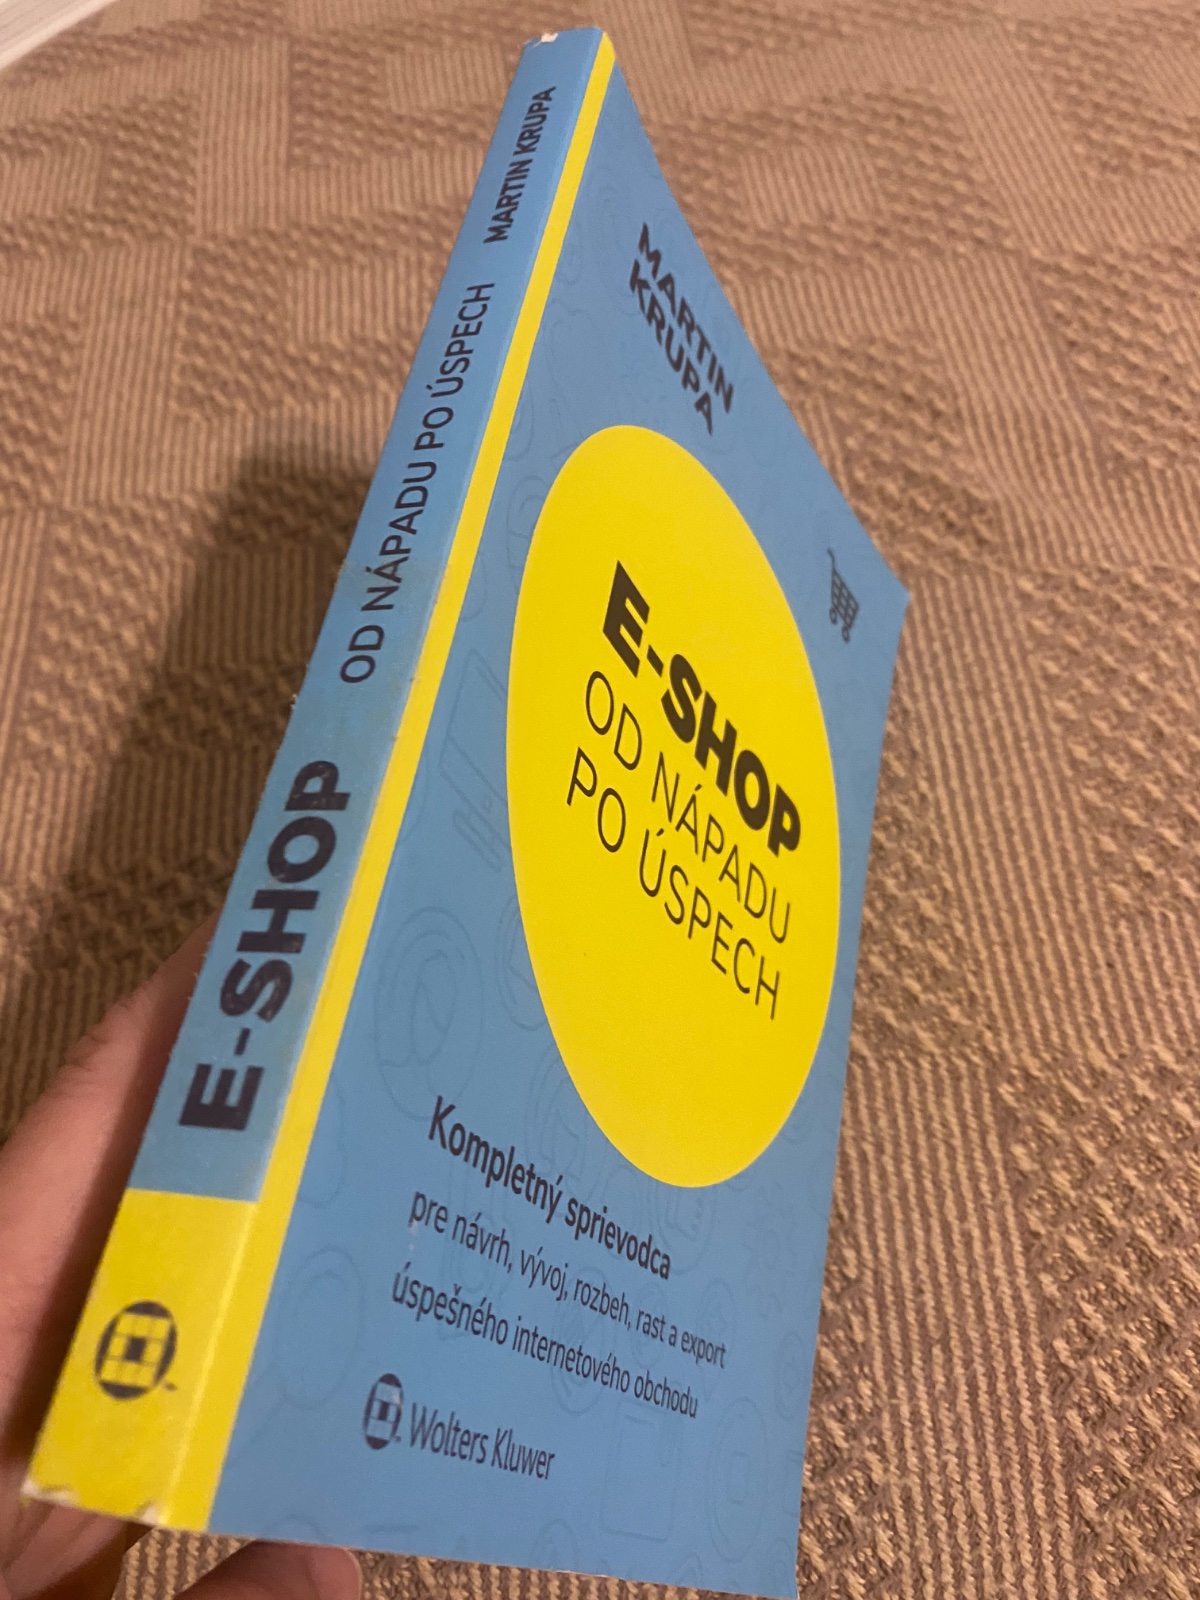 E-SHOP OD NÁPADU PO ÚSPECH MARTIN KRUPA
MARTIN
KRUPA
E-SHOP
OD NÁPADU
PO ÚSPECH
Kompletný sprievodca
pre návrh, vývoj, rozbeh, rast a export
úspešného internetového obchodu
Wolters Kluwer